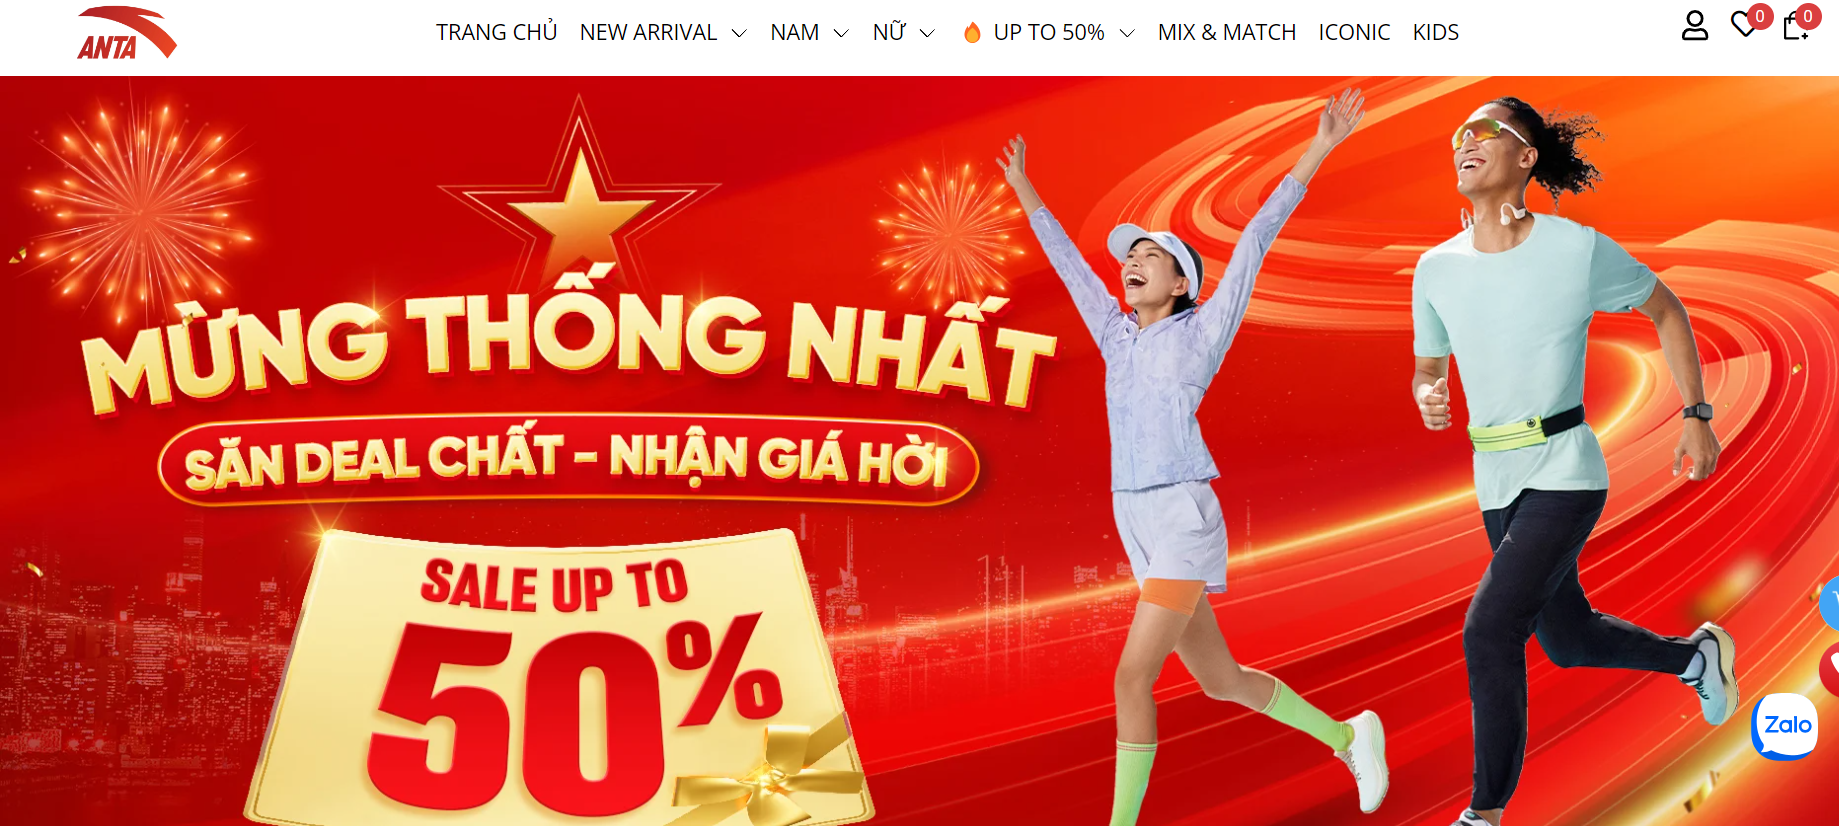 ANTA
TRANG CHỦ NEW ARRIVAL NAM NỮ UP TO 50% MIX & MATCH ICONIC KIDS
0 0
MỪNG THỐNG NHẤT
SĂN DEAL CHẤT - NHẬN GIÁ HỜI
SALE UP TO
50%
Zalo